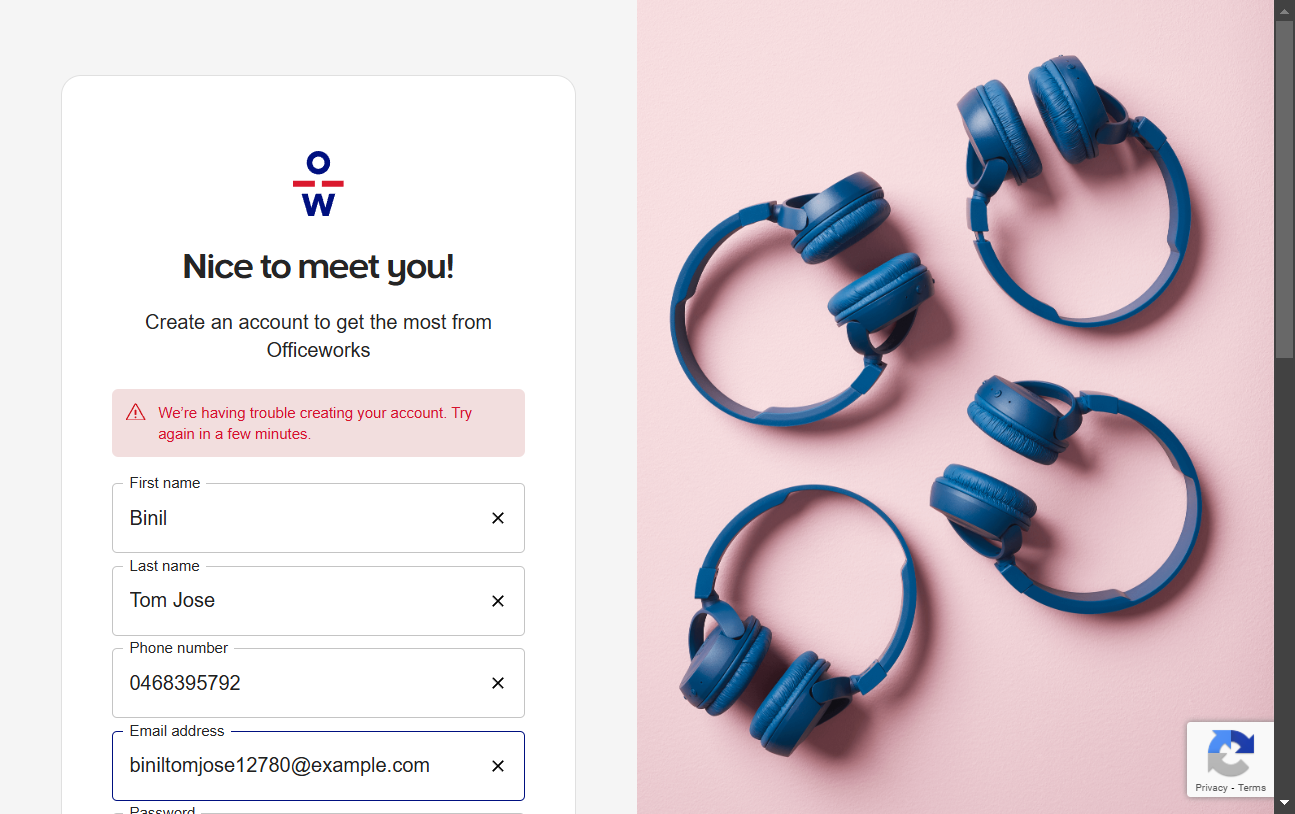 O
W
Nice to meet you!
Create an account to get the most from
Officeworks
We’re having trouble creating your account. Try
again in a few minutes.
First name
Binil
Last name
Tom Jose
Phone number
0468395792
Email address
biniltomjose12780@example.com
Password
Privacy - Terms